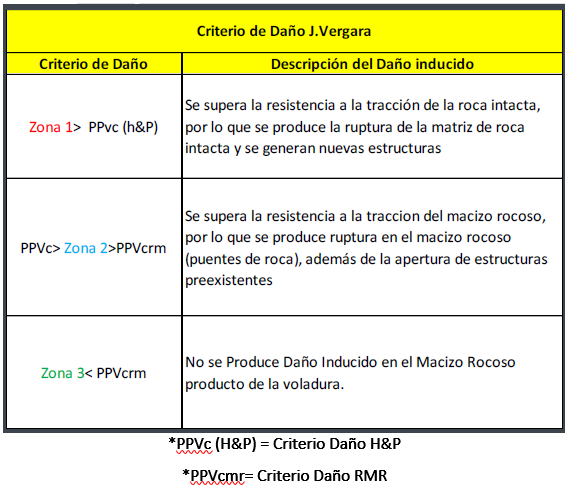 Criterio de Daño J.Vergara
Criterio de Daño
Descripción del Daño inducido
Zona 1> PPvc (h&P)
Se supera la resistencia a la tracción de la roca intacta,
por lo que se produce la ruptura de la matriz de roca
intacta y se generan nuevas estructuras
PPVc> Zona 2>PPVcrm
Se supera la resistencia a la traccion del macizo rocoso,
por lo que se produce ruptura en el macizo rocoso
(puentes de roca), además de la apertura de estructuras
preexistentes
Zona 3< PPVcrm
No se Produce Daño Inducido en el Macizo Rocoso
producto de la voladura.
*PPVc (H&P) = Criterio Daño H&P
*PPVcmr= Criterio Daño RMR